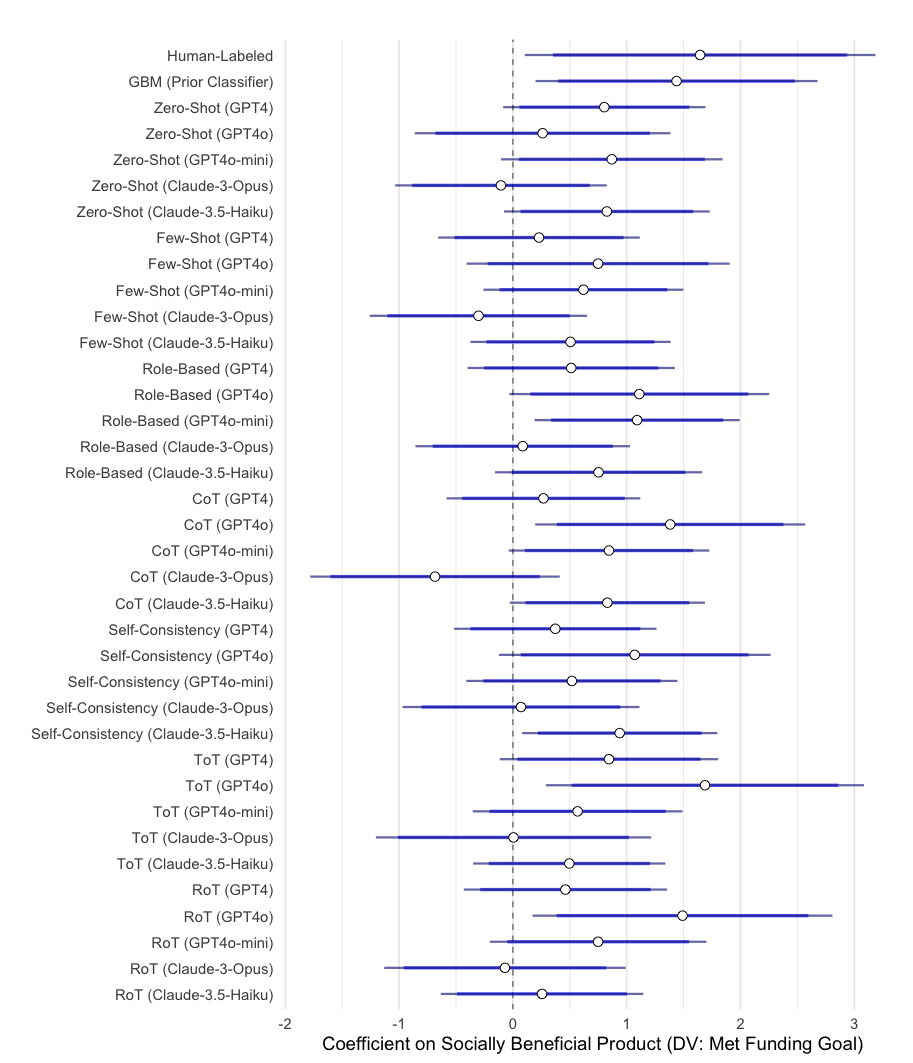 Human-Labeled
GBM (Prior Classifier)
Zero-Shot (GPT4)
Zero-Shot (GPT4o)
Zero-Shot (GPT4o-mini)
Zero-Shot (Claude-3-Opus)
Zero-Shot (Claude-3.5-Haiku)
Few-Shot (GPT4)
Few-Shot (GPT4o)
Few-Shot (GPT4o-mini)
Few-Shot (Claude-3-Opus)
Few-Shot (Claude-3.5-Haiku)
Role-Based (GPT4)
Role-Based (GPT4o)
Role-Based (GPT4o-mini)
Role-Based (Claude-3-Opus)
Role-Based (Claude-3.5-Haiku)
CoT (GPT4)
CoT (GPT4o)
CoT (GPT4o-mini)
CoT (Claude-3-Opus)
CoT (Claude-3.5-Haiku)
Self-Consistency (GPT4)
Self-Consistency (GPT4o)
Self-Consistency (GPT4o-mini)
Self-Consistency (Claude-3-Opus)
Self-Consistency (Claude-3.5-Haiku)
ToT (GPT4)
ToT (GPT4o)
ToT (GPT4o-mini)
ToT (Claude-3-Opus)
ToT (Claude-3.5-Haiku)
RoT (GPT4)
RoT (GPT4o)
RoT (GPT4o-mini)
RoT (Claude-3-Opus)
RoT (Claude-3.5-Haiku)
-2 -1 0 1 2 3
Coefficient on Socially Beneficial Product (DV: Met Funding Goal)